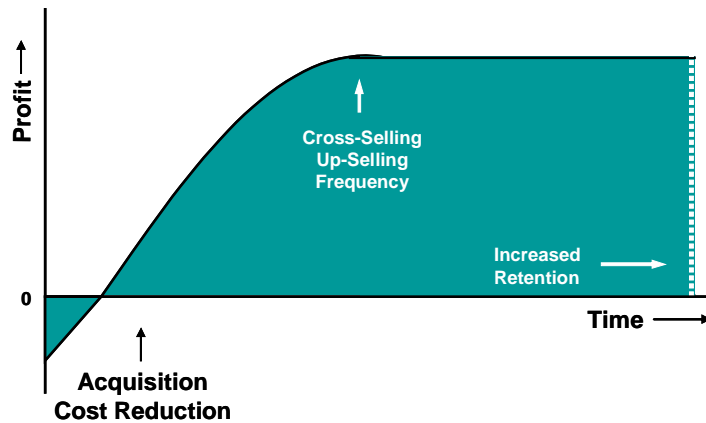 Profit
Cross-Selling
Up-Selling
Frequency
Increased
Retention
0
Time
Acquisition
Cost Reduction